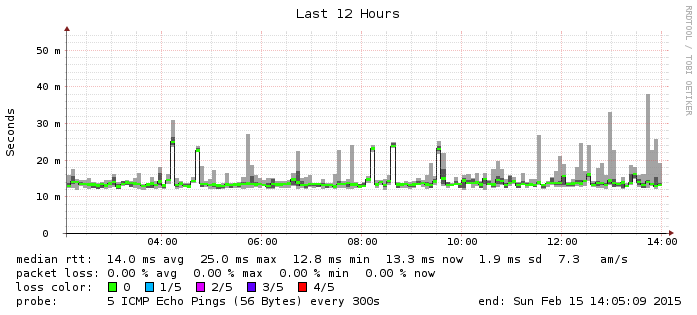 Last 12 Hours
RRDTOOL / TOBI OETIKER
Seconds
50 m
40 m
30 m
20 m
10 m
0
04:00 06:00 08:00 10:00 12:00 14:00
median rtt: 14.0 ms avg 25.0 ms max 12.8 ms min 13.3 ms now 1.9 ms sd 7.3 am/s
packet loss: 0.00 % avg 0.00 % max 0.00 % min 0.00 % now
loss color: 0 1/5 2/5 3/5 4/5
probe: 5 ICMP Echo Pings (56 Bytes) every 300s end: Sun Feb 15 14:05:09 2015